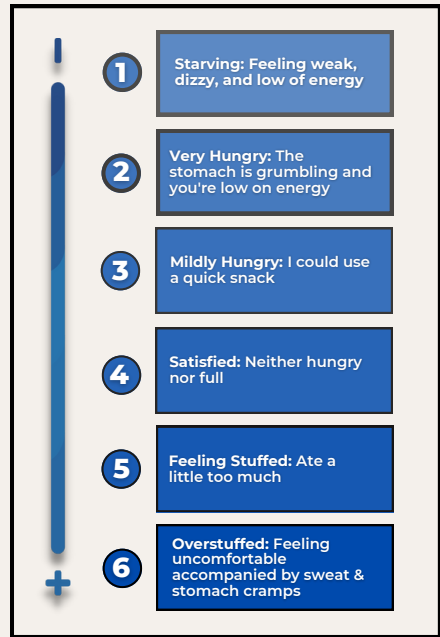 1
Starving: Feeling weak,
dizzy, and low of energy
2
Very Hungry: The
stomach is grumbling and
you're low on energy
3
Mildly Hungry: I could use
a quick snack
4
Satisfied: Neither hungry
nor full
5
Feeling Stuffed: Ate a
little too much
6
Overstuffed: Feeling
uncomfortable
accompanied by sweat &
stomach cramps
+